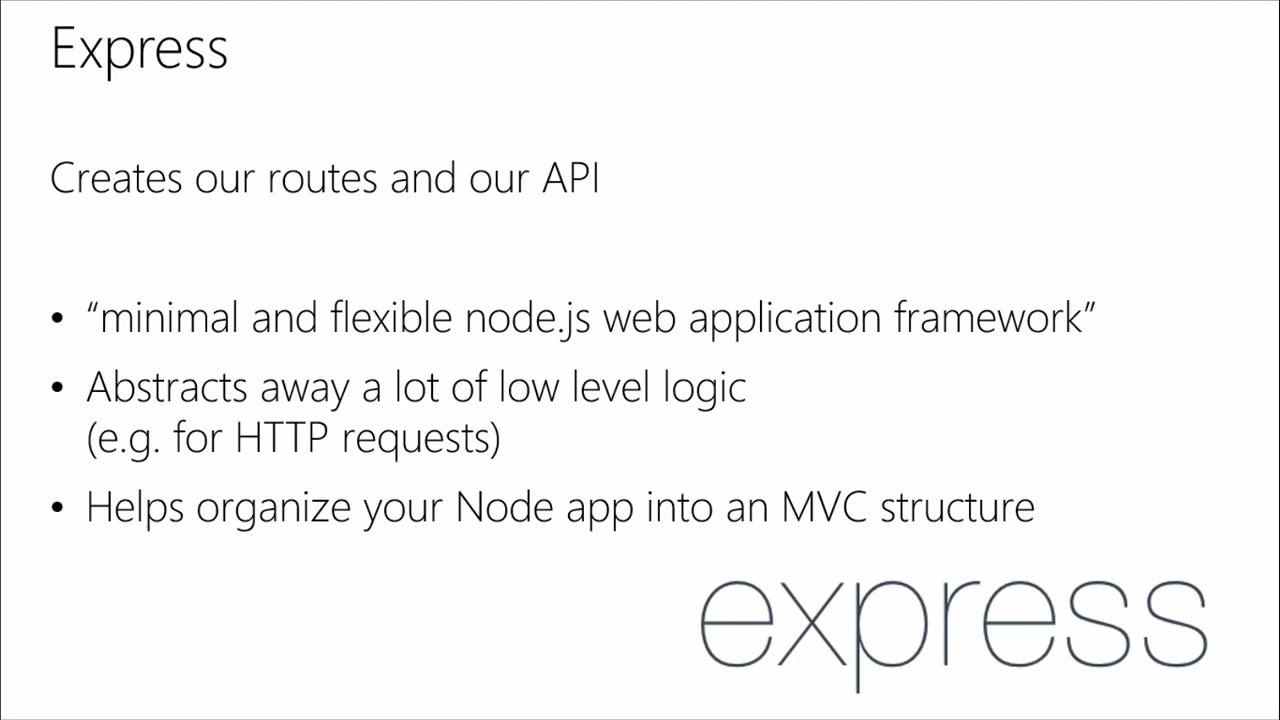 Express
Creates our routes and our API
• “minimal and flexible node.js web application framework”
• Abstracts away a lot of low level logic
(e.g. for HTTP requests)
• Helps organize your Node app into an MVC structure
express